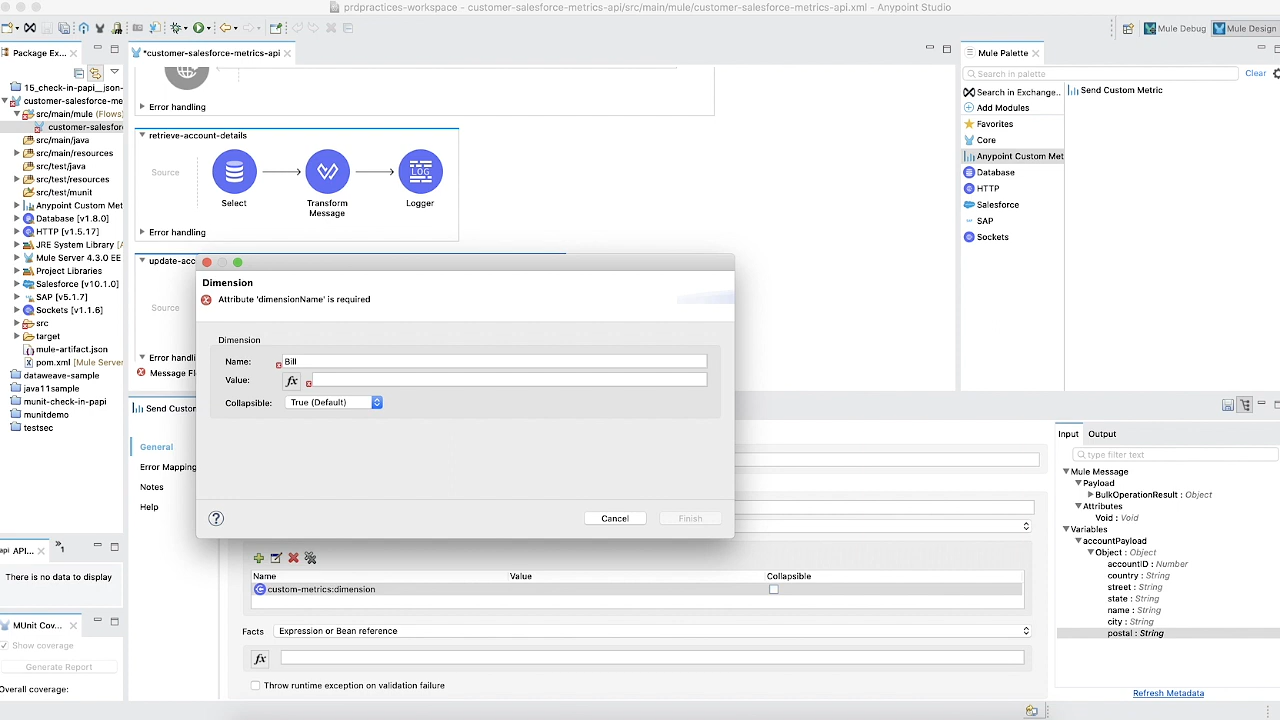 prdpractices-workspace - customer-salesforce-metrics-api/src/main/mule/customer-salesforce-metrics-api.xml - Anypoint Studio
Mule Debug
Mule Design
Package Ex...
*customer-salesforce-metrics-api
Mule Palette
15_check-in-papi__json-
customer-salesforce-me
src/main/mule (Flows)
customer-salesfor
src/main/java
src/main/resources
src/test/java
src/test/resources
src/test/munit
Anypoint Custom Met
Database [v1.8.0]
HTTP [v1.5.17]
JRE System Library [
Mule Server 4.3.0 EE
Project Libraries
Salesforce [v10.1.0]
SAP [v5.1.7]
Sockets [v1.1.6]
src
target
mule-artifact.json
pom.xml [Mule Server
dataweave-sample
java11sample
munit-check-in-papi
munitdemo
testsec
Error handling
retrieve-account-details
Source
Select
Transform
Message
LOG
Logger
Error handling
update-acc
Source
Error handli
Message Fl
Search in palette
Clear
Search in Exchange..
Add Modules
Favorites
Core
Anypoint Custom Met
Database
HTTP
Salesforce
SAP
Sockets
Send Custom Metric
Dimension
Attribute 'dimensionName' is required
Dimension
Name:
Bill
Value:
fx
Collapsible:
True (Default)
?
Cancel
Finish
Send Custom
General
Error Mapping
Notes
Help
Name
Value
Collapsible
custom-metrics:dimension
Facts
Expression or Bean reference
fx
Throw runtime exception on validation failure
Input
Output
type filter text
Mule Message
Payload
BulkOperationResult : Object
Attributes
Void : Void
Variables
accountPayload
Object : Object
accountID : Number
country : String
street : String
state : String
name : String
city : String
postal : String
Refresh Metadata
api API...
1
There is no data to display
MUnit Cov...
Show coverage
Generate Report
Overall coverage: